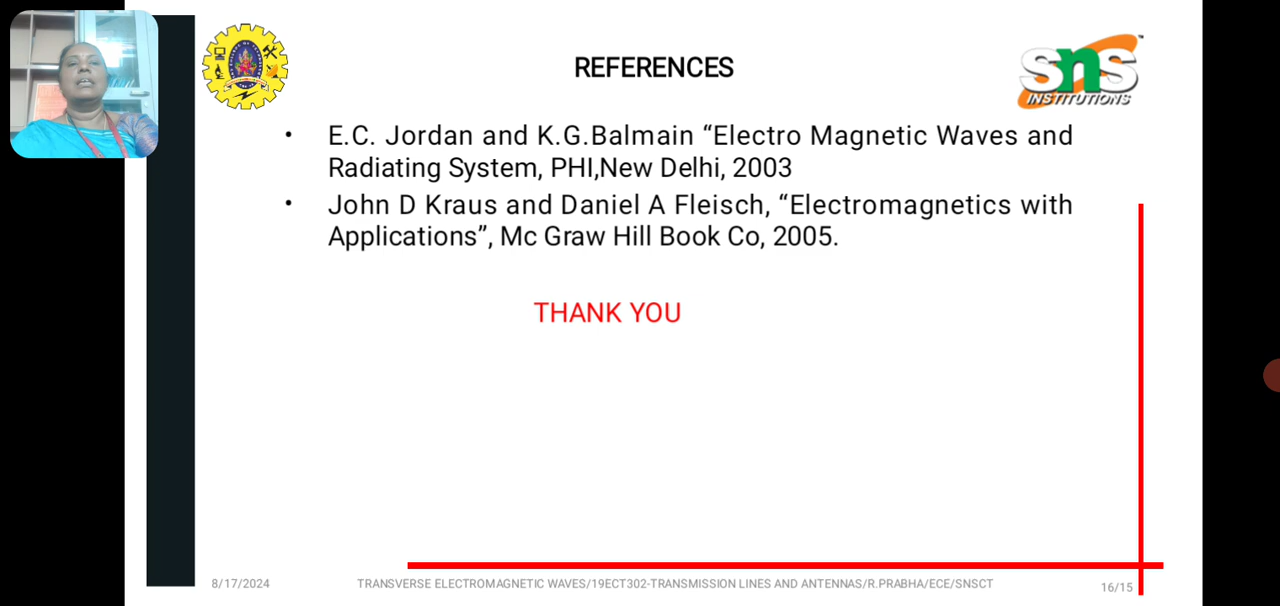 REFERENCES
SNS
INSTITUTIONS
• E.C. Jordan and K.G.Balmain “Electro Magnetic Waves and
Radiating System, PHI,New Delhi, 2003
• John D Kraus and Daniel A Fleisch, “Electromagnetics with
Applications”, Mc Graw Hill Book Co, 2005.
THANK YOU
8/17/2024
TRANSVERSE ELECTROMAGNETIC WAVES/19ECT302-TRANSMISSION LINES AND ANTENNAS/R.PRABHA/ECE/SNSCT
16/15